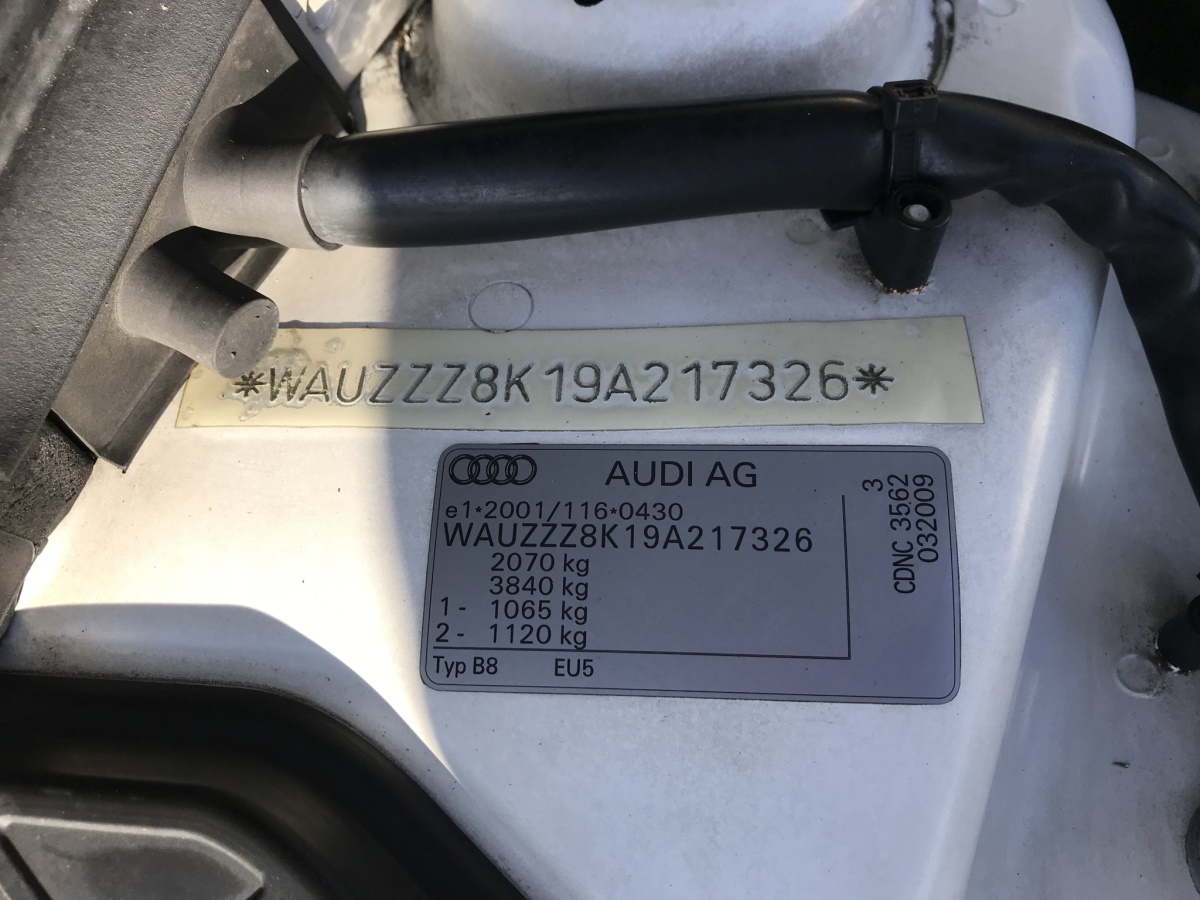 *WAUZZZ8K19A217326*
AUDI AG
e1*2001/116*0430
WAUZZZ8K19A217326
2070 kg
3840 kg
1- 1065 kg
2- 1120 kg
Typ B8 EU5
3
CDNC 3562
032009